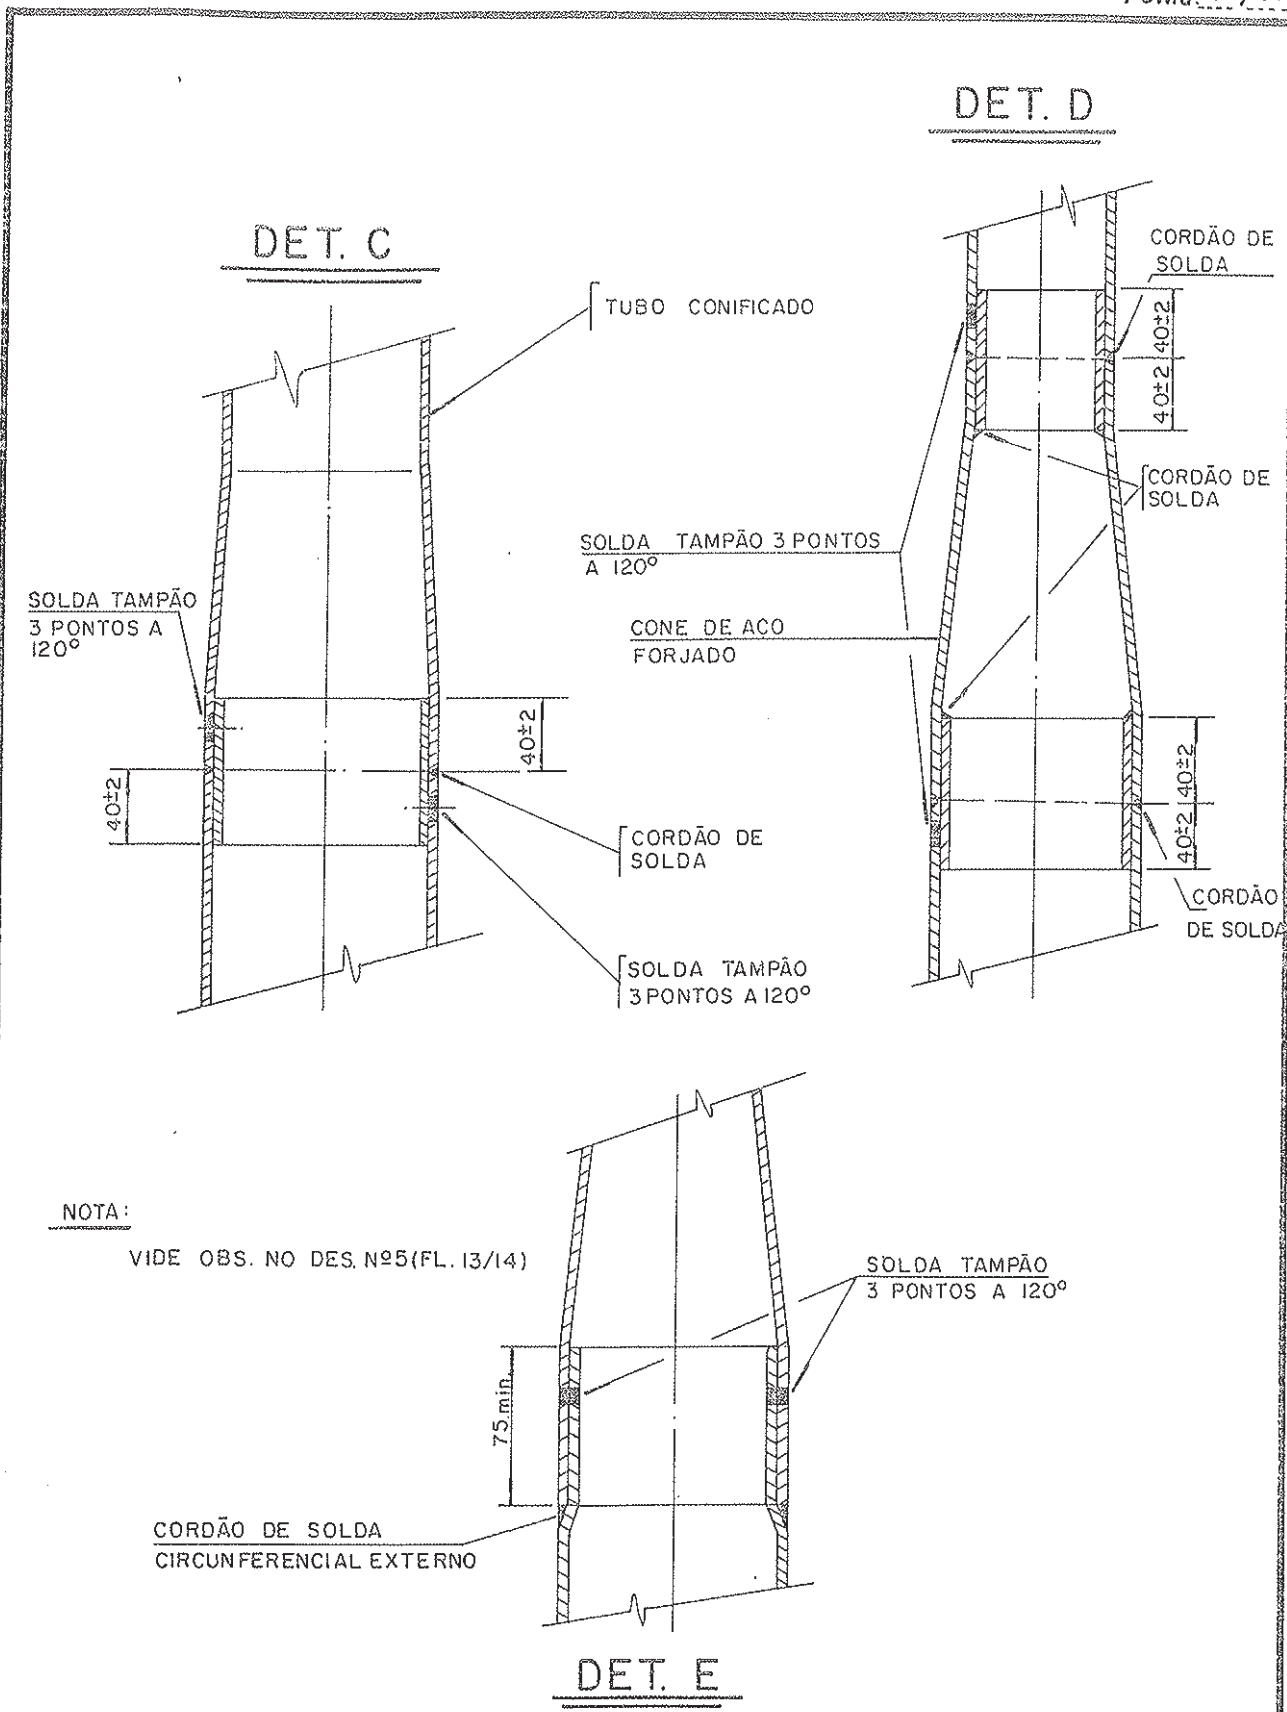 DET. D
DET. C
CORDÃO DE
SOLDA
TUBO CONIFICADO
40±2
40±2
CORDÃO DE
SOLDA
SOLDA TAMPÃO 3 PONTOS
A 120°
SOLDA TAMPÃO
3 PONTOS A
120°
CONE DE ACO
FORJADO
40±2
40±2
40±2
40±2
CORDÃO DE
SOLDA
CORDÃO
DE SOLDA
SOLDA TAMPÃO
3 PONTOS A 120°
NOTA:
VIDE OBS. NO DES. Nº5 (FL. 13/14)
SOLDA TAMPÃO
3 PONTOS A 120°
75 min.
CORDÃO DE SOLDA
CIRCUNFERENCIAL EXTERNO
DET. E